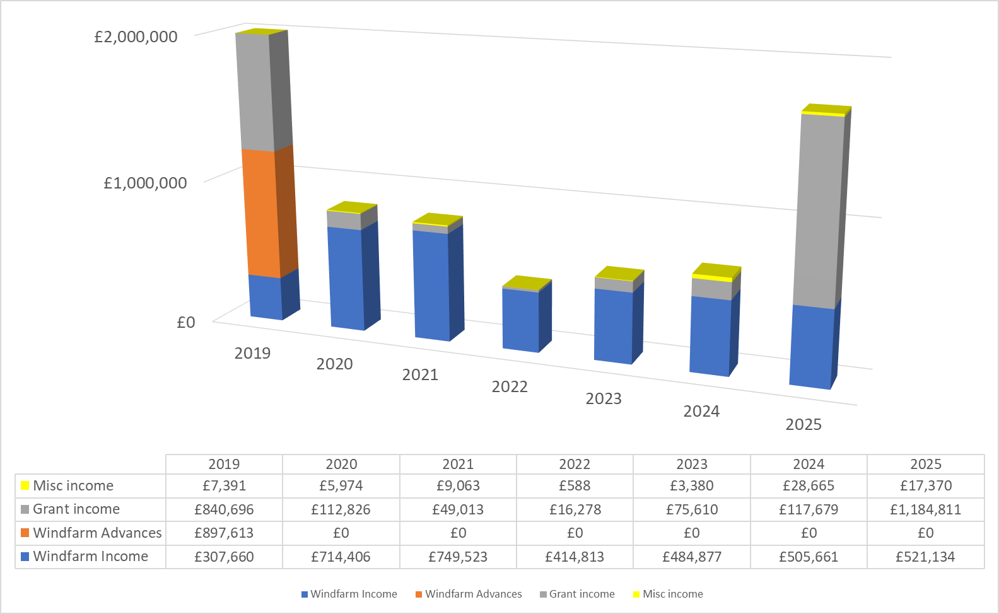 £2,000,000
£1,000,000
£0
2019
2020
2021
2022
2023
2024
2025
2019 2020 2021 2022 2023 2024 2025
Misc income £7,391 £5,974 £9,063 £588 £3,380 £28,665 £17,370
Grant income £840,696 £112,826 £49,013 £16,278 £75,610 £117,679 £1,184,811
Windfarm Advances £897,613 £0 £0 £0 £0 £0 £0
Windfarm Income £307,660 £714,406 £749,523 £414,813 £484,877 £505,661 £521,134
Windfarm Income Windfarm Advances Grant income Misc income